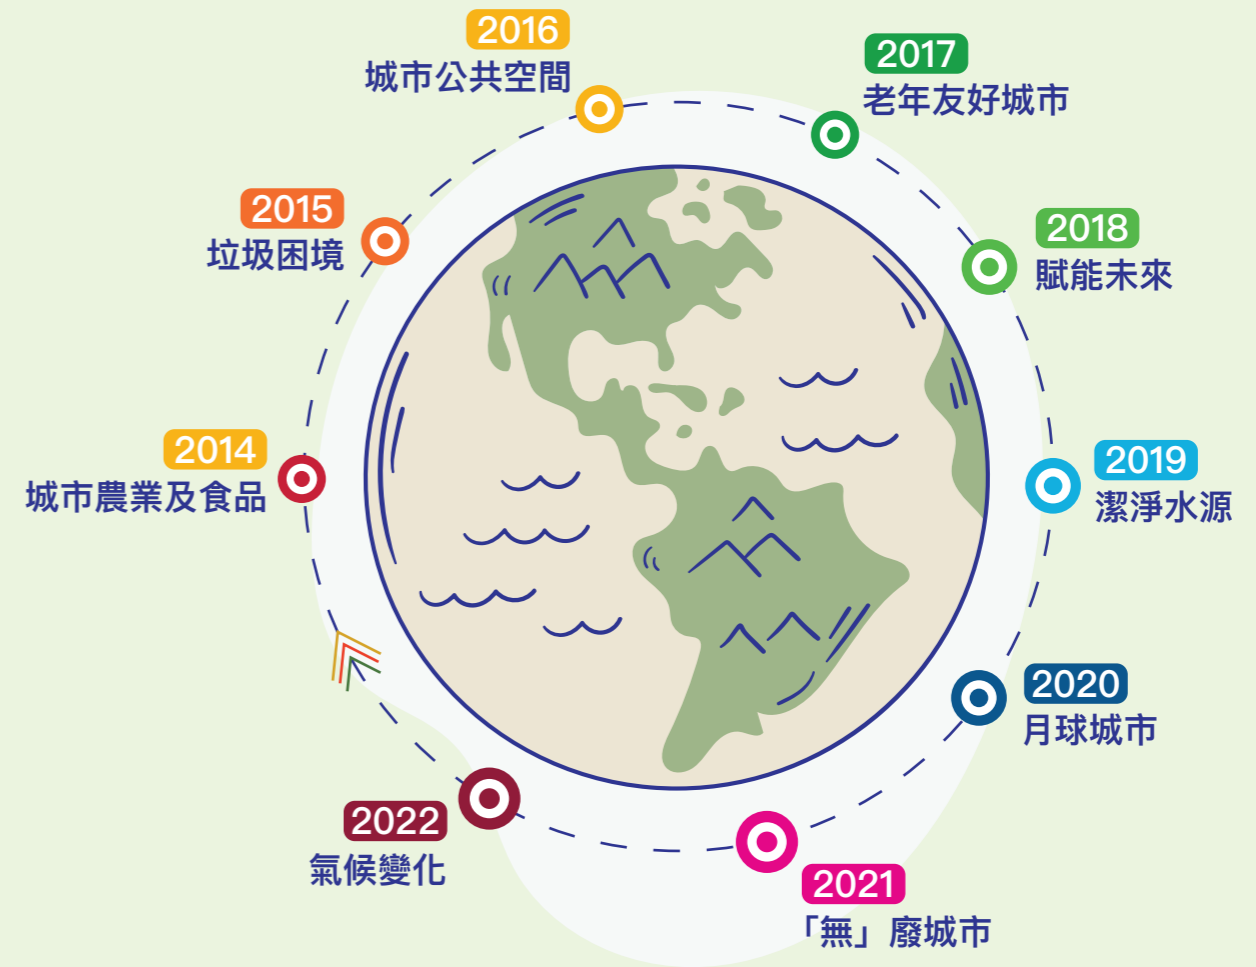 2014
城市農業及食品
2015
垃圾困境
2016
城市公共空間
2017
老年友好城市
2018
賦能未來
2019
潔淨水源
2020
月球城市
2021
「無」廢城市
2022
氣候變化